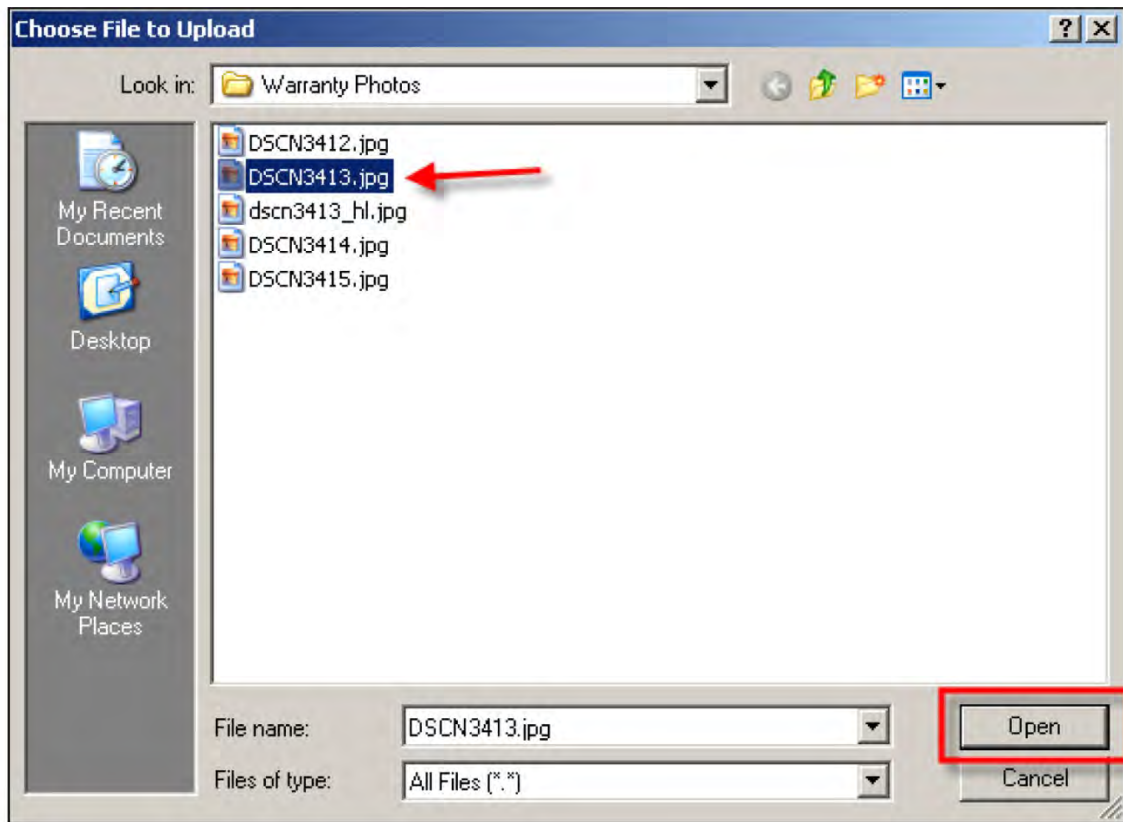 Choose File to Upload
Look in: Warranty Photos
My Recent
Documents
Desktop
My Computer
My Network
Places
DSCN3412.jpg
DSCN3413.jpg
dscn3413_hl.jpg
DSCN3414.jpg
DSCN3415.jpg
File name: DSCN3413.jpg Open
Files of type: All Files (*.*) Cancel